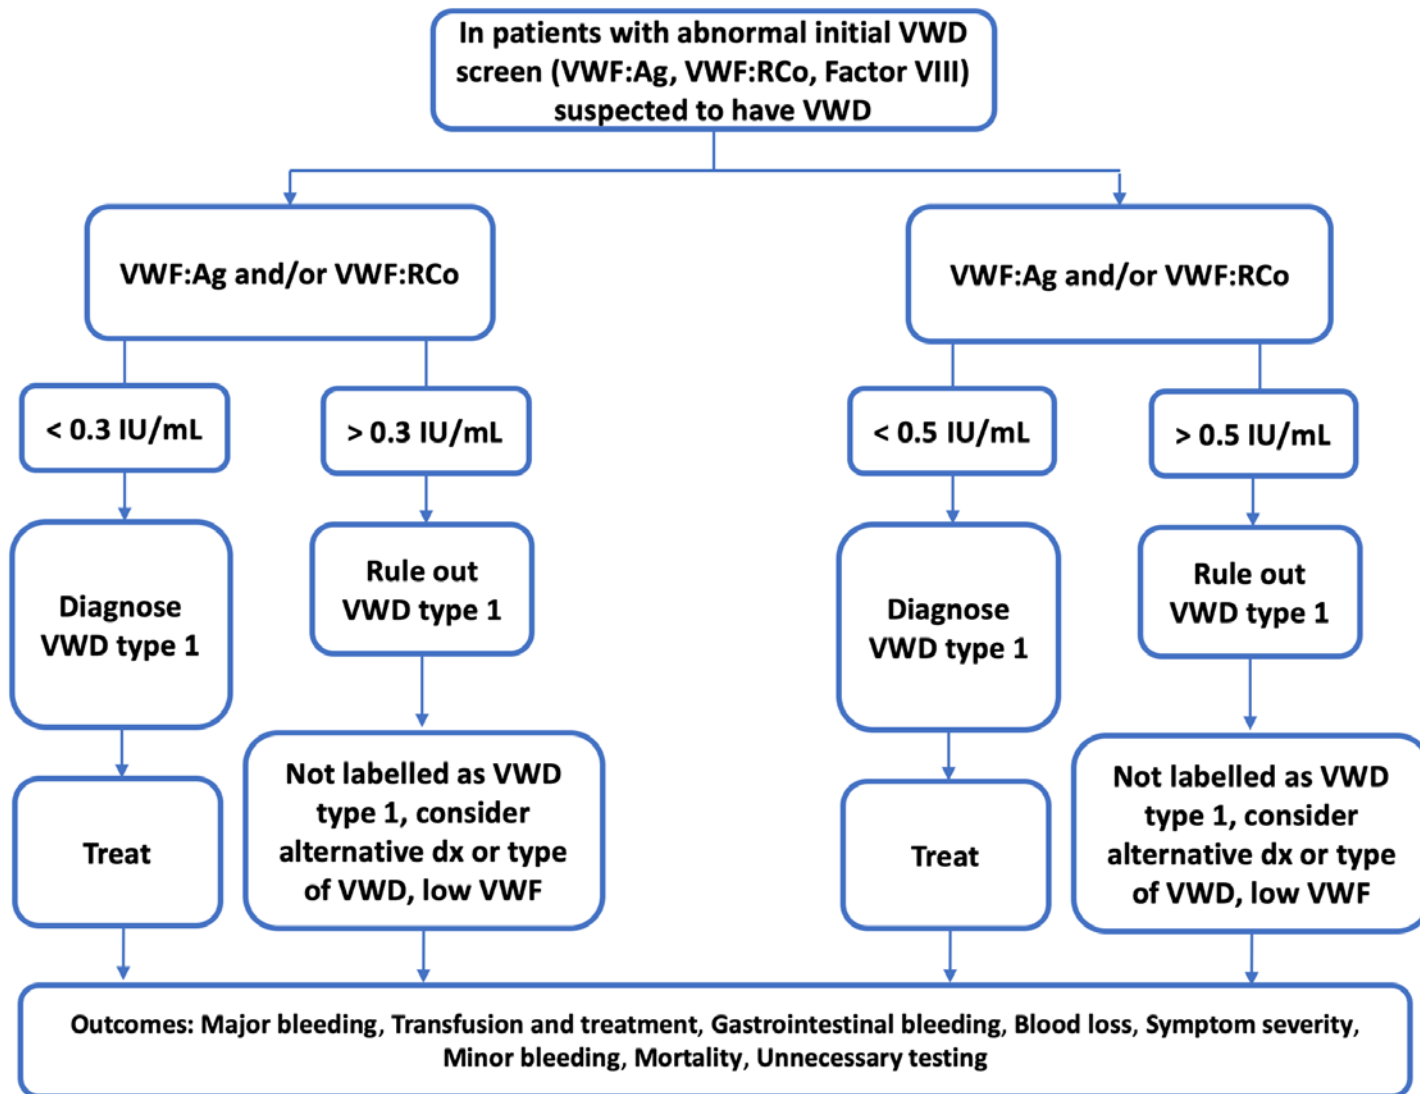 In patients with abnormal initial VWD
screen (VWF:Ag, VWF:RCo, Factor VIII)
suspected to have VWD
VWF:Ag and/or VWF:RCo
VWF:Ag and/or VWF:RCo
< 0.3 IU/mL
> 0.3 IU/mL
< 0.5 IU/mL
> 0.5 IU/mL
Diagnose
VWD type 1
Rule out
VWD type 1
Diagnose
VWD type 1
Rule out
VWD type 1
Treat
Not labelled as VWD
type 1, consider
alternative dx or type
of VWD, low VWF
Treat
Not labelled as VWD
type 1, consider
alternative dx or type
of VWD, low VWF
Outcomes: Major bleeding, Transfusion and treatment, Gastrointestinal bleeding, Blood loss, Symptom severity,
Minor bleeding, Mortality, Unnecessary testing